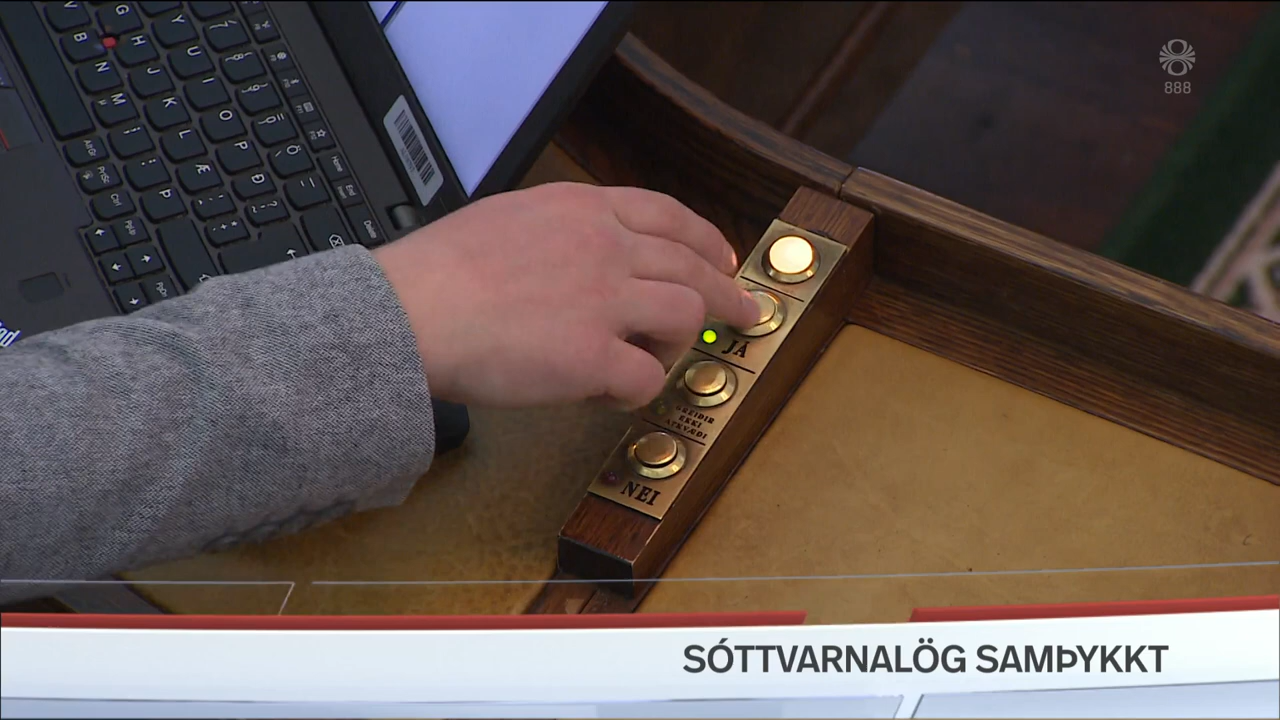 888
JÁ
GREIÐIR
EKKI
ATKVÆÐI
NEI
SÓTTVARNALÖG SAMÞYKKT